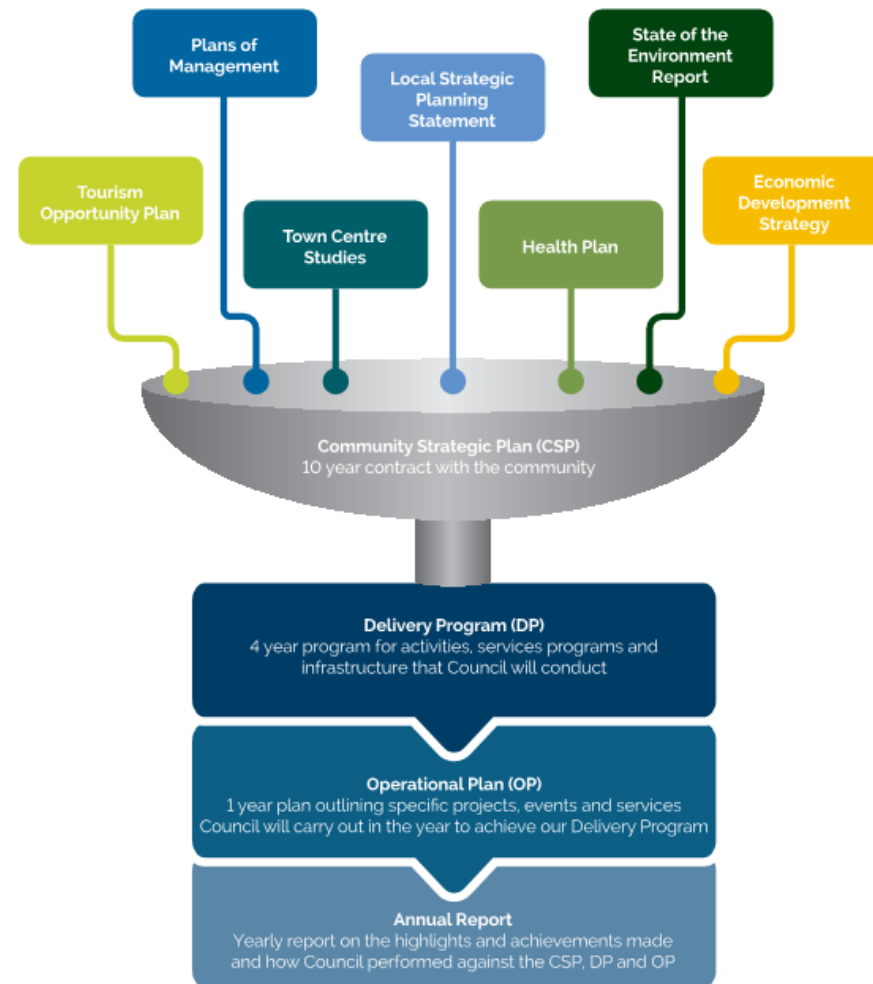 Plans of
Management
Local Strategic
Planning
Statement
State of the
Environment
Report
Tourism
Opportunity Plan
Town Centre
Studies
Health Plan
Economic
Development
Strategy
Community Strategic Plan (CSP)
10 year contract with the community
Delivery Program (DP)
4 year program for activities, services programs and
infrastructure that Council will conduct
Operational Plan (OP)
1 year plan outlining specific projects, events and services
Council will carry out in the year to achieve our Delivery Program
Annual Report
Yearly report on the highlights and achievements made
and how Council performed against the CSP, DP and OP